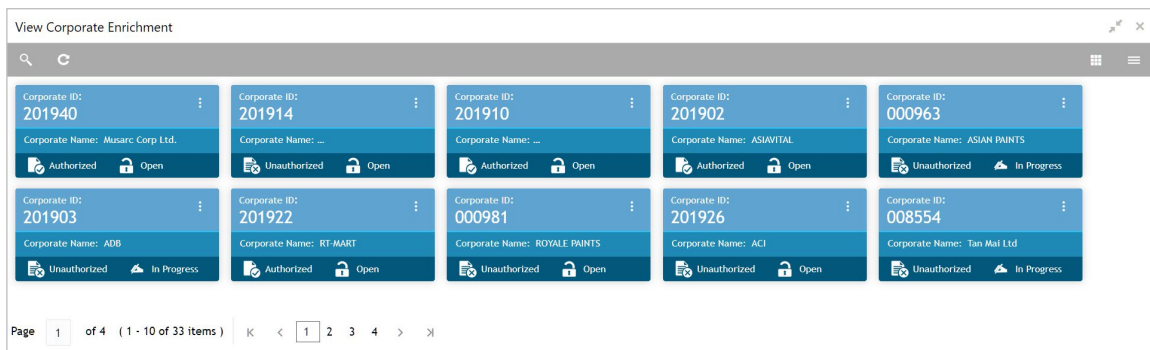 View Corporate Enrichment
Corporate ID:
201940
Corporate Name: Musarc Corp Ltd.
Authorized Open
Corporate ID:
201914
Corporate Name: ...
Unauthorized Open
Corporate ID:
201910
Corporate Name: ...
Authorized Open
Corporate ID:
201902
Corporate Name: ASIAVITAL
Authorized Open
Corporate ID:
000963
Corporate Name: ASIAN PAINTS
Unauthorized In Progress
Corporate ID:
201903
Corporate Name: ADB
Unauthorized In Progress
Corporate ID:
201922
Corporate Name: RT-MART
Authorized Open
Corporate ID:
000981
Corporate Name: ROYALE PAINTS
Unauthorized Open
Corporate ID:
201926
Corporate Name: ACI
Unauthorized Open
Corporate ID:
008554
Corporate Name: Tan Mai Ltd
Unauthorized In Progress
Page 1 of 4 ( 1 - 10 of 33 items ) 1 2 3 4